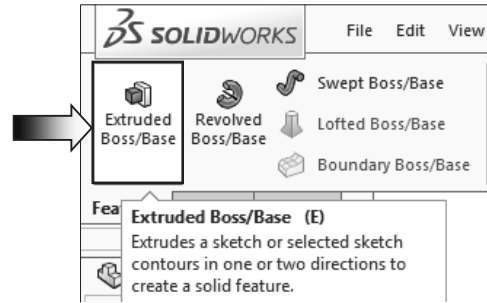 SOLIDWORKS
File Edit View
Extruded
Boss/Base
Revolved
Boss/Base
Swept Boss/Base
Lofted Boss/Base
Boundary Boss/Base
Fea
Extruded Boss/Base (E)
Extrudes a sketch or selected sketch
contours in one or two directions to
create a solid feature.